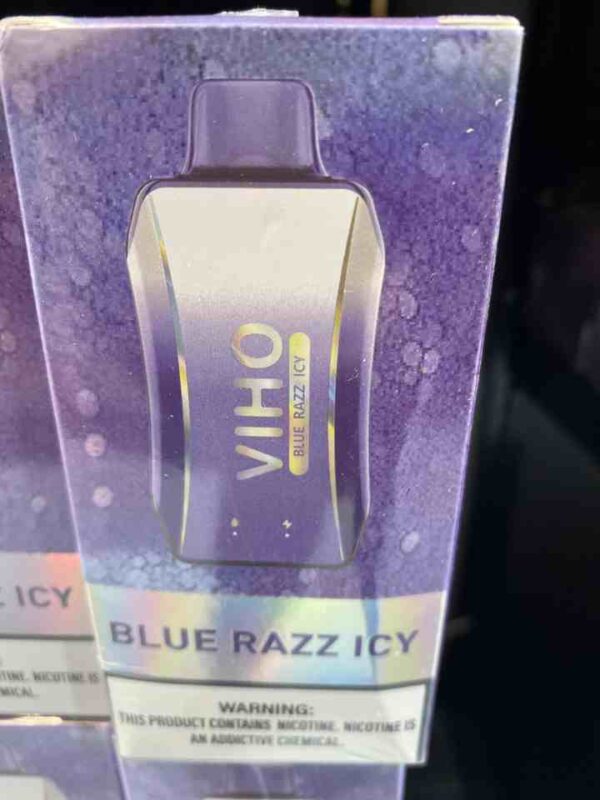 VIHO
BLUE RAZZ ICY
BLUE RAZZ ICY
WARNING:
THIS PRODUCT CONTAINS NICOTINE. NICOTINE IS
AN ADDICTIVE CHEMICAL.
ICY
NICOTINE IS